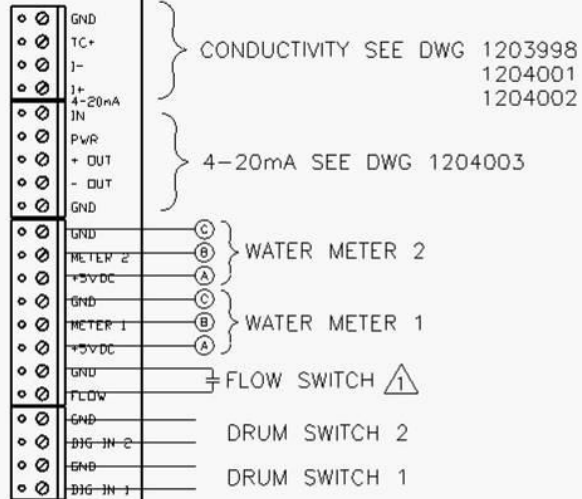 GND
TC+
I-
I+
CONDUCTIVITY SEE DWG 1203998
1204001
1204002
4-20mA
IN
PWR
+ OUT
- OUT
GND
4-20mA SEE DWG 1204003
GND C
METER 2 B
+5VDC A
WATER METER 2
GND C
METER 1 B
+5VDC A
WATER METER 1
GND
FLOW
FLOW SWITCH 1
GND
DIG IN 2
DRUM SWITCH 2
GND
DIG IN 1
DRUM SWITCH 1